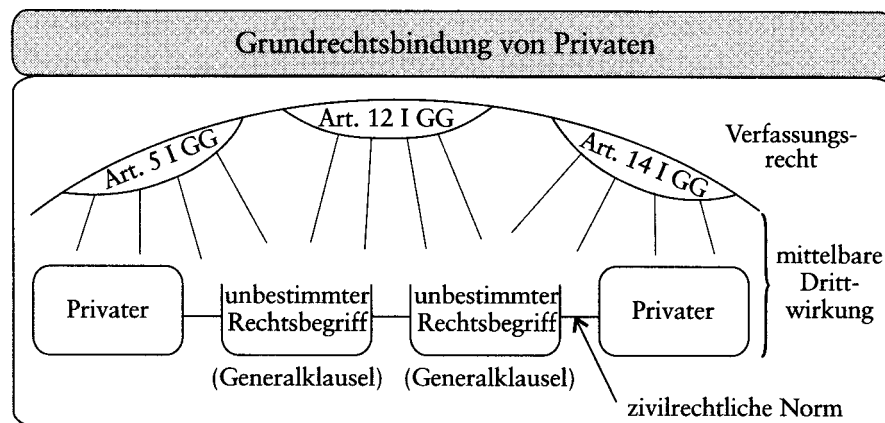 Grundrechtsbindung von Privaten
Art. 5 I GG
Art. 12 I GG
Art. 14 I GG
Verfassungs-
recht
Privater
unbestimmter
Rechtsbegriff
(Generalklausel)
unbestimmter
Rechtsbegriff
(Generalklausel)
Privater
mittelbare
Dritt-
wirkung
zivilrechtliche Norm